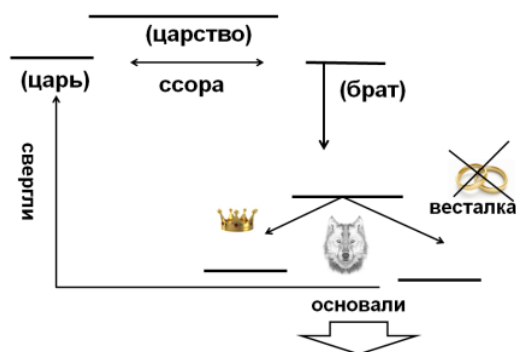 (царство)
(царь)
ссора
(брат)
свергли
весталка
основали